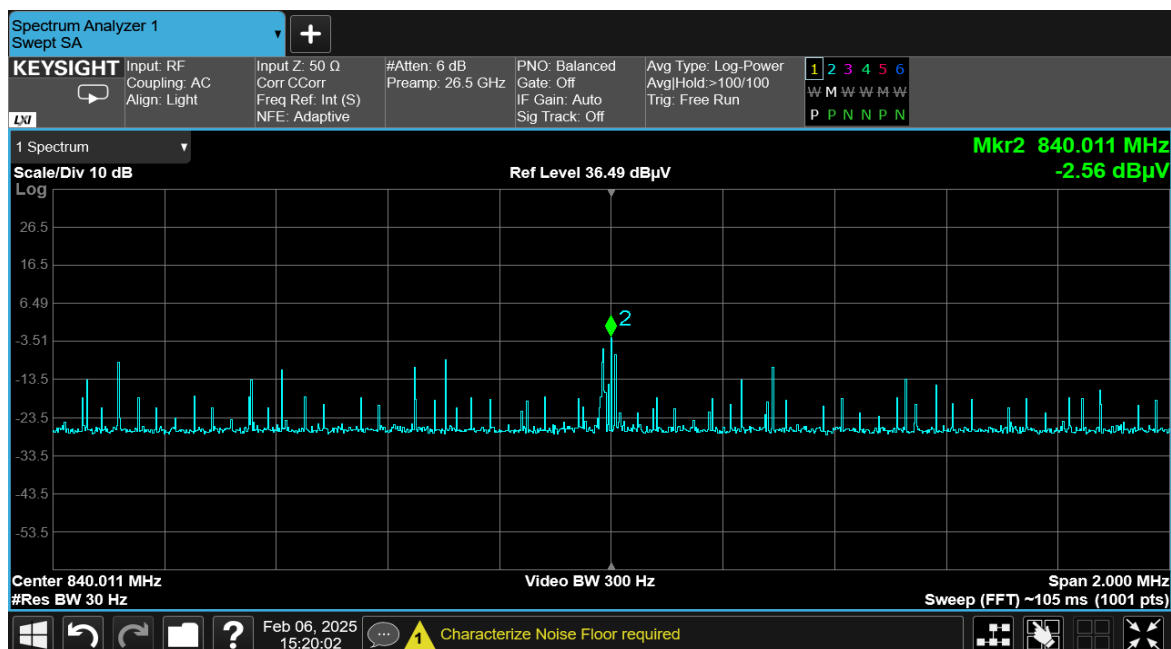 Spectrum Analyzer 1
Swept SA
KEYSIGHT
LXI
Input: RF
Coupling: AC
Align: Light
Input Z: 50 Ω
Corr CCorr
Freq Ref: Int (S)
NFE: Adaptive
#Atten: 6 dB
Preamp: 26.5 GHz
PNO: Balanced
Gate: Off
IF Gain: Auto
Sig Track: Off
Avg Type: Log-Power
Avg|Hold:>100/100
Trig: Free Run
1 2 3 4 5 6
W M W W M W
P P N N P N
1 Spectrum
Mkr2 840.011 MHz
-2.56 dBµV
Scale/Div 10 dB
Ref Level 36.49 dBµV
Log
26.5
16.5
6.49
-3.51
-13.5
-23.5
-33.5
-43.5
-53.5
2
Center 840.011 MHz
Video BW 300 Hz
Span 2.000 MHz
#Res BW 30 Hz
Sweep (FFT) ~105 ms (1001 pts)
?
Feb 06, 2025
15:20:02
1
Characterize Noise Floor required